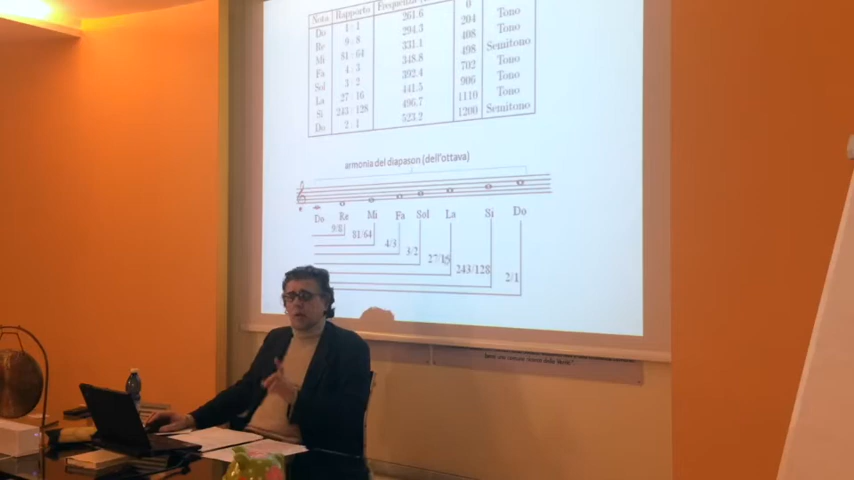 Nota Rapporto Frequenza
Do 1 : 1 261.6 0
Re 9 : 8 294.3 204 Tono
Mi 81 : 64 331.1 408 Tono
Fa 4 : 3 348.8 498 Semitono
Sol 3 : 2 392.4 702 Tono
La 27 : 16 441.5 906 Tono
Si 243 : 128 496.7 1110 Tono
Do 2 : 1 523.2 1200 Semitono
armonia del diapason (dell'ottava)
Do Re Mi Fa Sol La Si Do
9/8 81/64 4/3 3/2 27/16 243/128 2/1